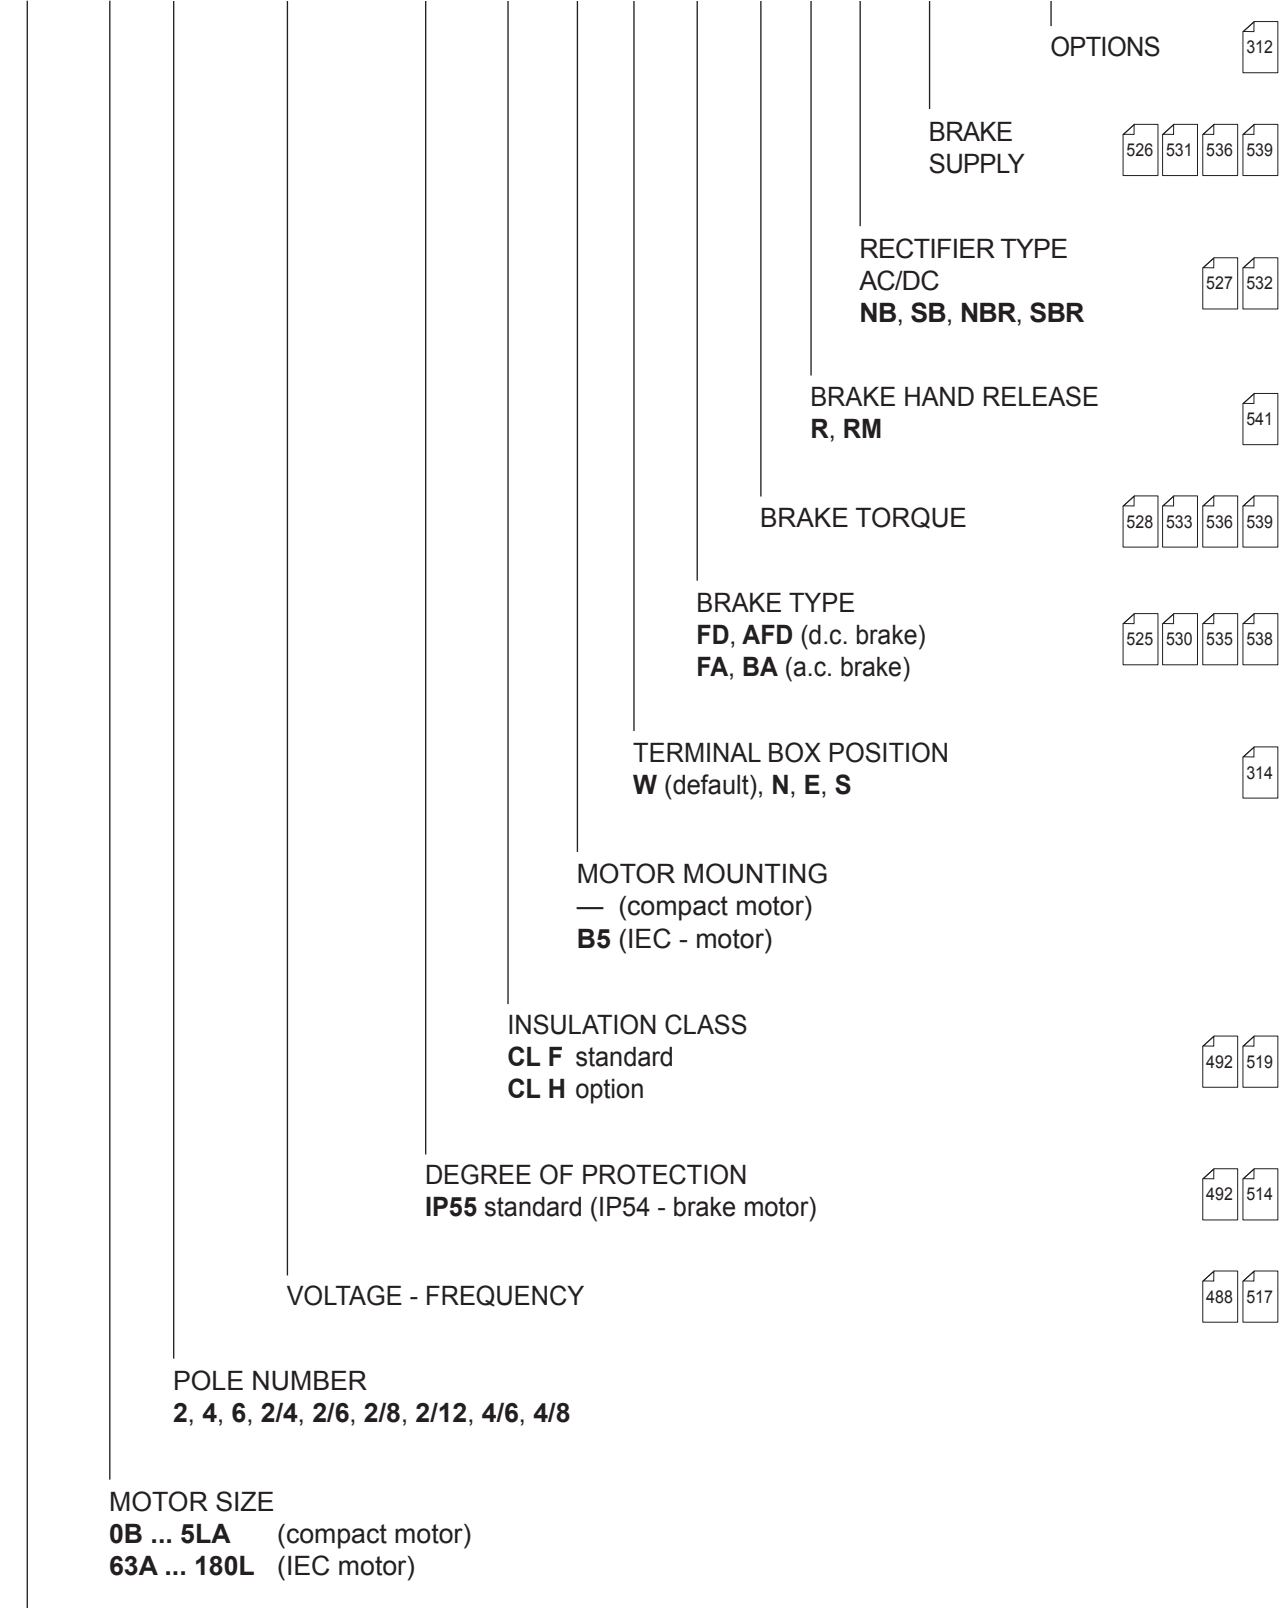 OPTIONS 312
BRAKE
SUPPLY 526 531 536 539
RECTIFIER TYPE
AC/DC 527 532
NB, SB, NBR, SBR
BRAKE HAND RELEASE
R, RM 541
BRAKE TORQUE 528 533 536 539
BRAKE TYPE
FD, AFD (d.c. brake) 525 530 535 538
FA, BA (a.c. brake)
TERMINAL BOX POSITION
W (default), N, E, S 314
MOTOR MOUNTING
— (compact motor)
B5 (IEC - motor)
INSULATION CLASS
CL F standard 492 519
CL H option
DEGREE OF PROTECTION
IP55 standard (IP54 - brake motor) 492 514
VOLTAGE - FREQUENCY 488 517
POLE NUMBER
2, 4, 6, 2/4, 2/6, 2/8, 2/12, 4/6, 4/8
MOTOR SIZE
0B ... 5LA (compact motor)
63A ... 180L (IEC motor)